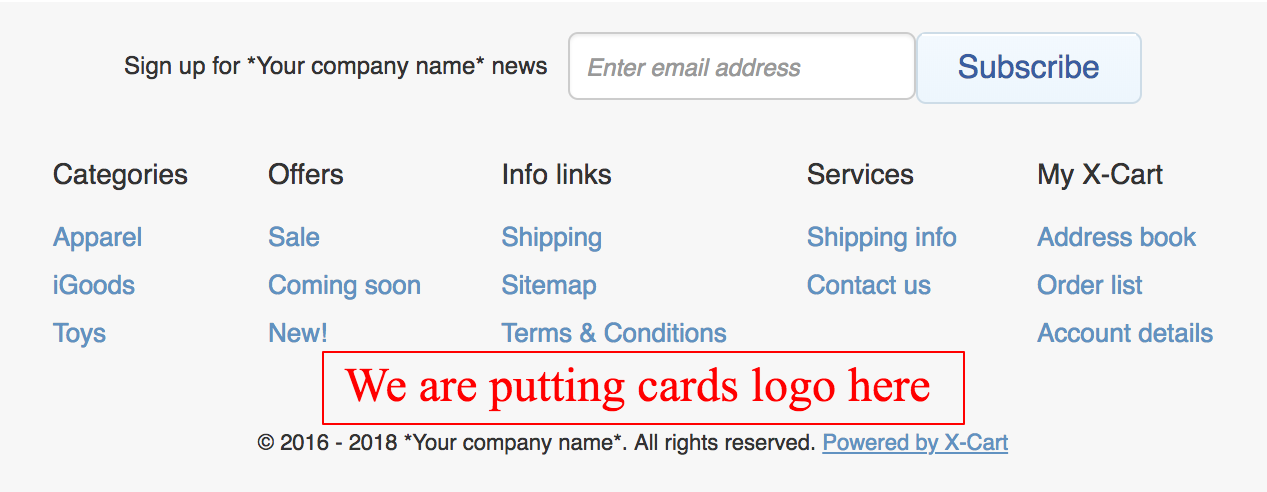 Sign up for *Your company name* news
Enter email address
Subscribe
Categories
Apparel
iGoods
Toys
Offers
Sale
Coming soon
New!
Info links
Shipping
Sitemap
Terms & Conditions
Services
Shipping info
Contact us
My X-Cart
Address book
Order list
Account details
We are putting cards logo here
© 2016 - 2018 *Your company name*. All rights reserved. Powered by X-Cart